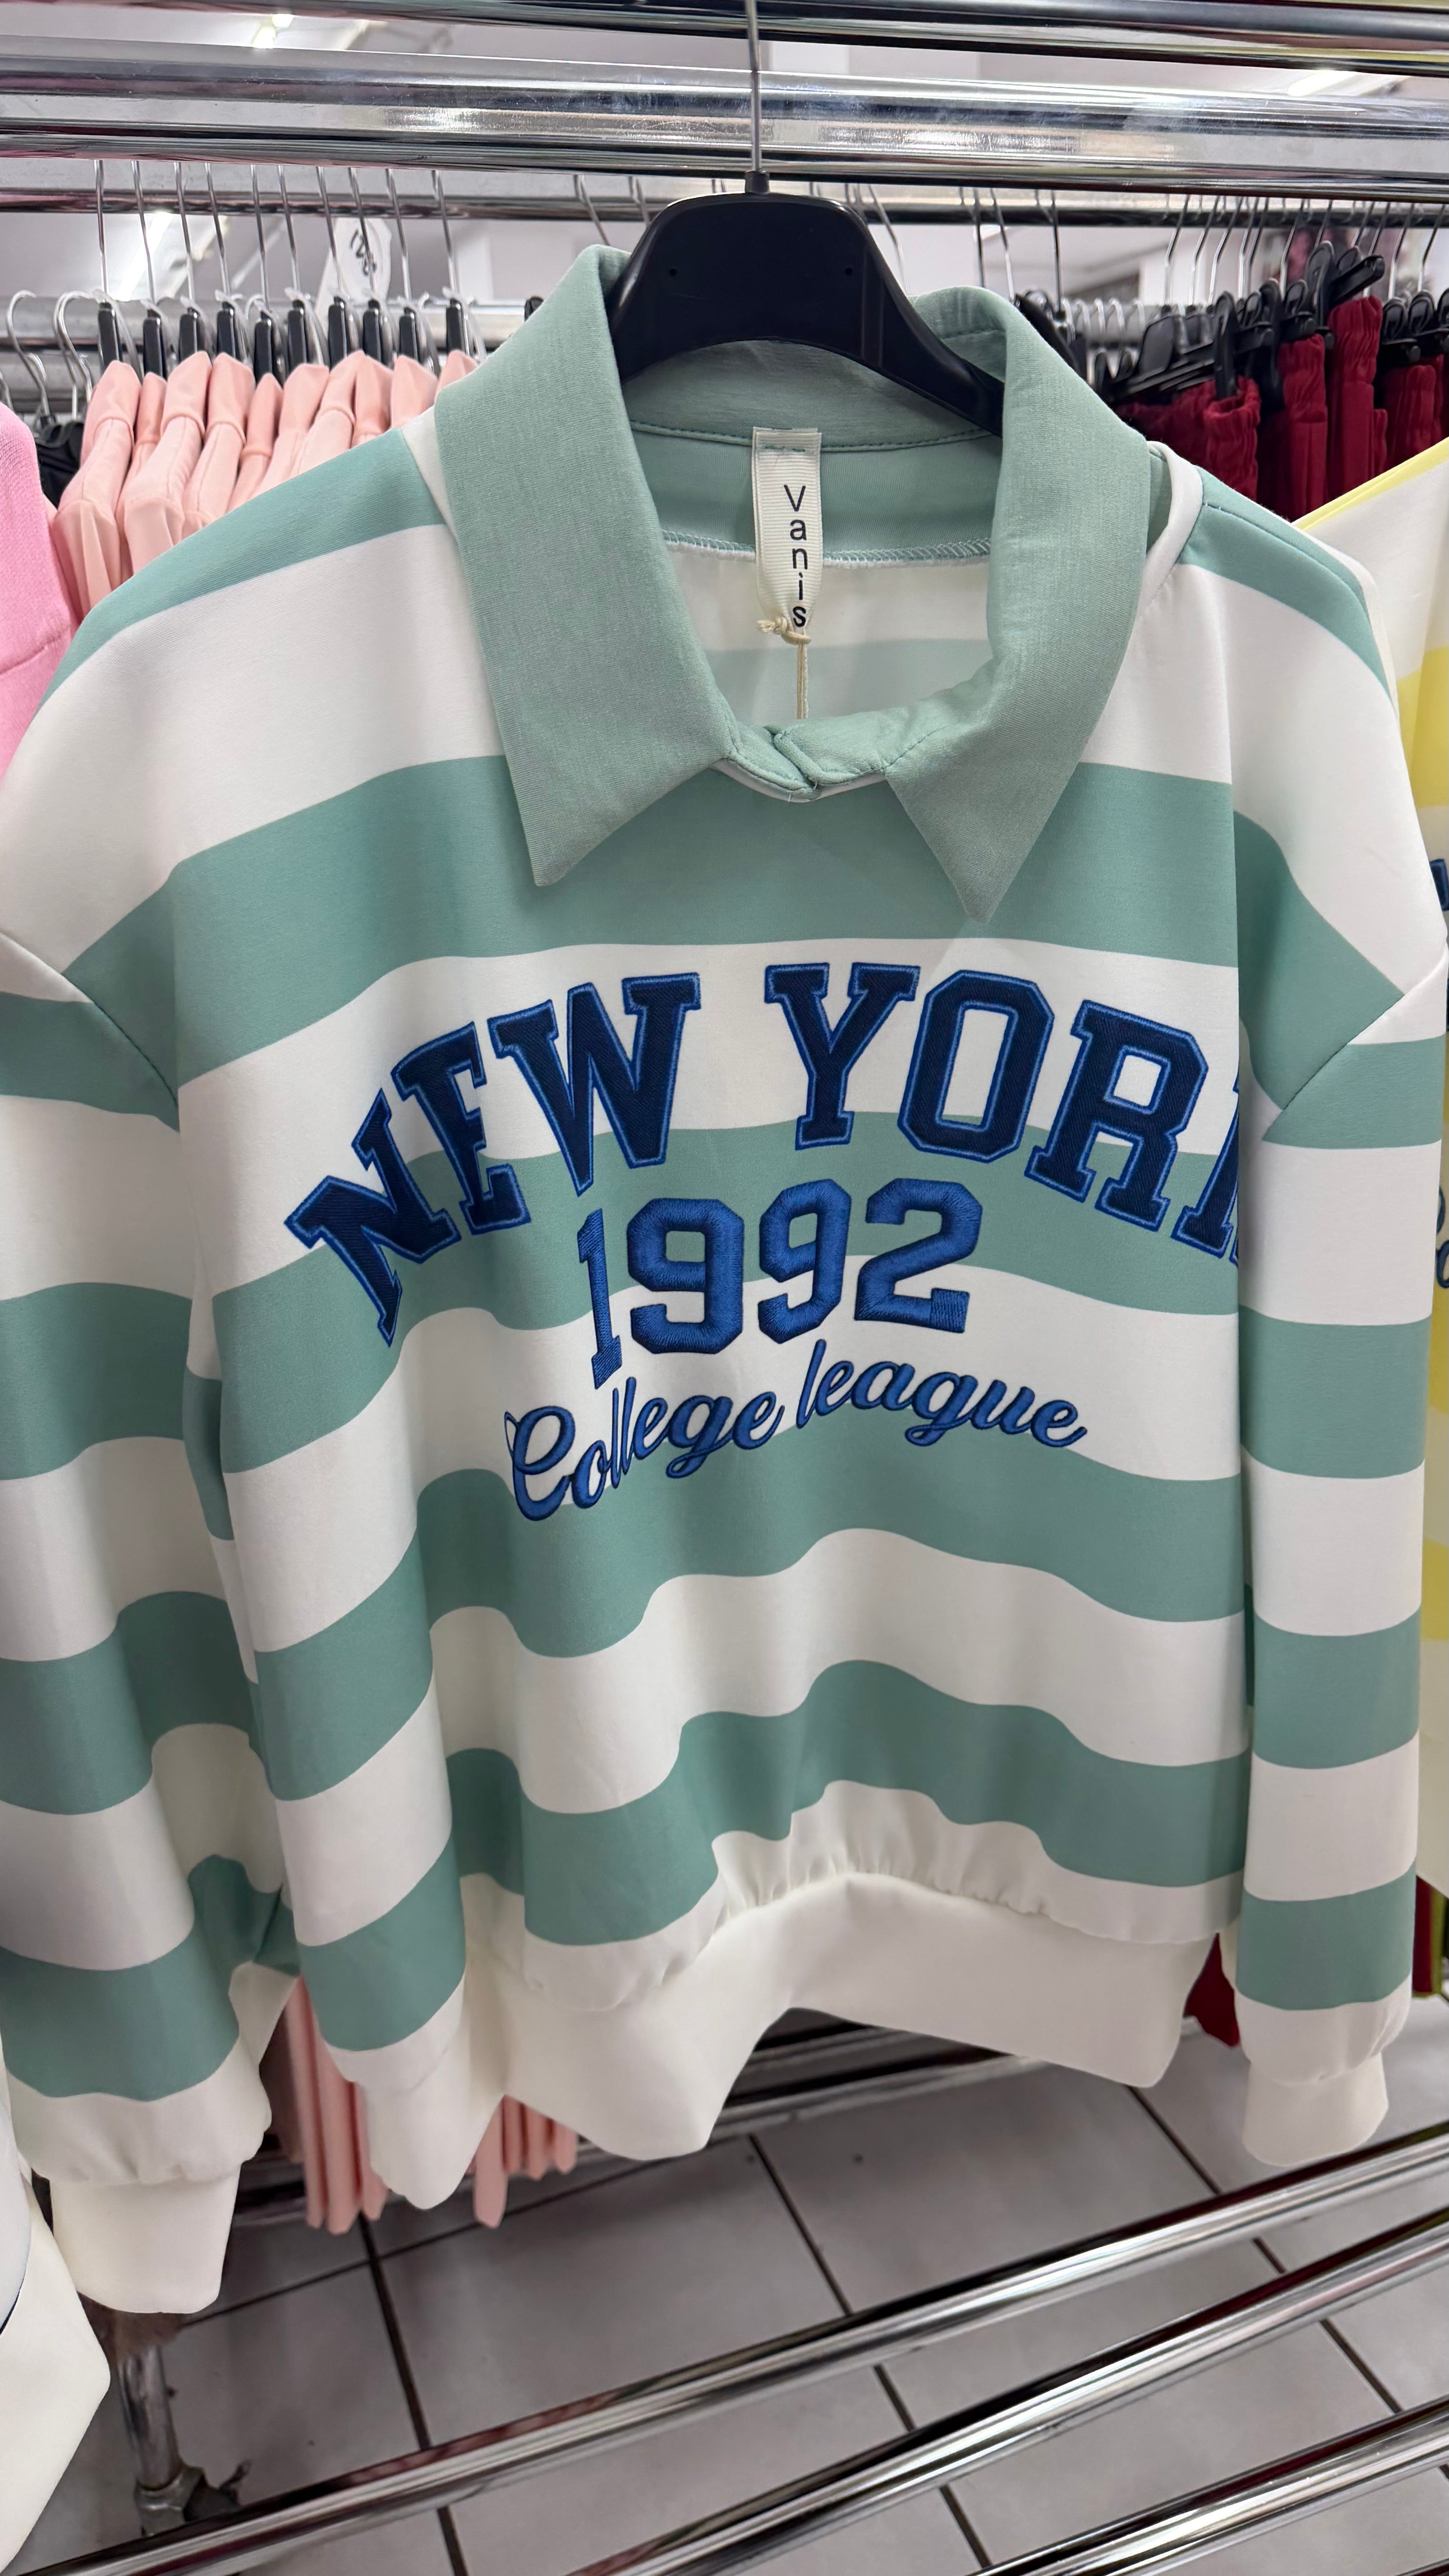 Vanis
NEW YORK
1992
College league